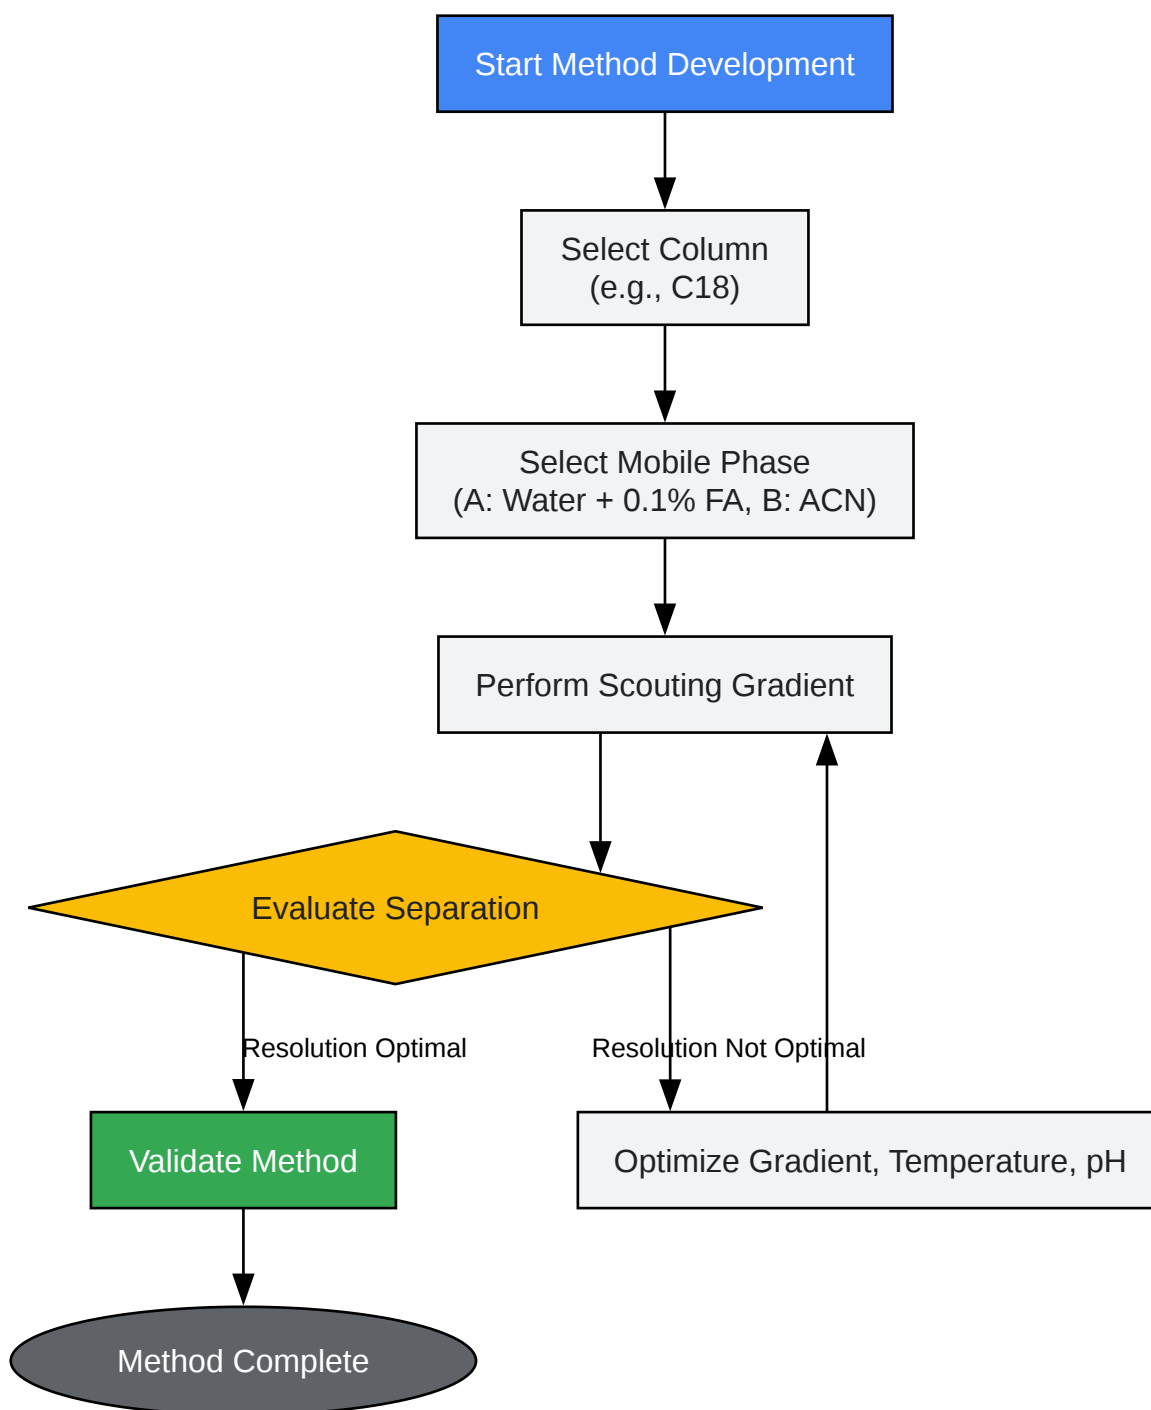 Start Method Development
Select Column
(e.g., C18)
Select Mobile Phase
(A: Water + 0.1% FA, B: ACN)
Perform Scouting Gradient
Evaluate Separation
Resolution Optimal
Resolution Not Optimal
Validate Method
Optimize Gradient, Temperature, pH
Method Complete